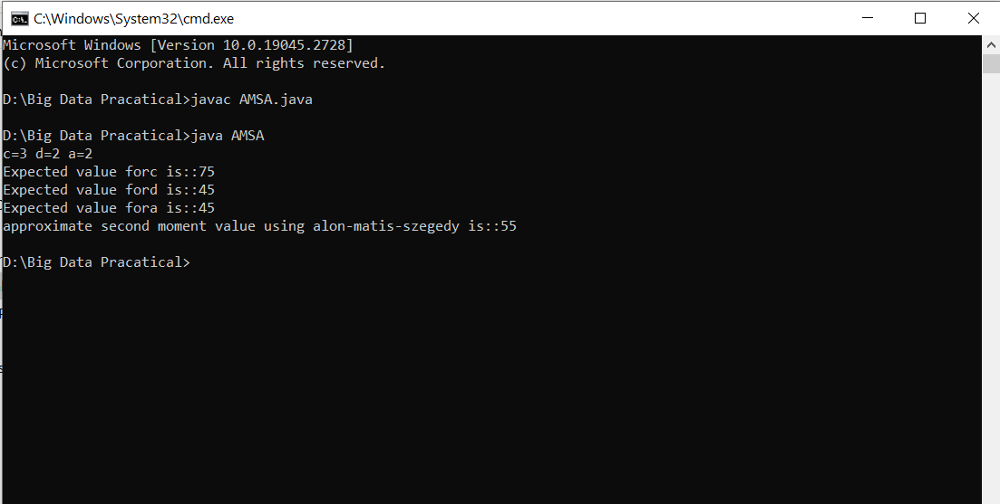 C:\Windows\System32\cmd.exe
Microsoft Windows [Version 10.0.19045.2728]
(c) Microsoft Corporation. All rights reserved.
D:\Big Data Pracatical>javac AMSA.java
D:\Big Data Pracatical>java AMSA
c=3 d=2 a=2
Expected value forc is::75
Expected value ford is::45
Expected value fora is::45
approximate second moment value using alon-matis-szegedy is::55
D:\Big Data Pracatical>